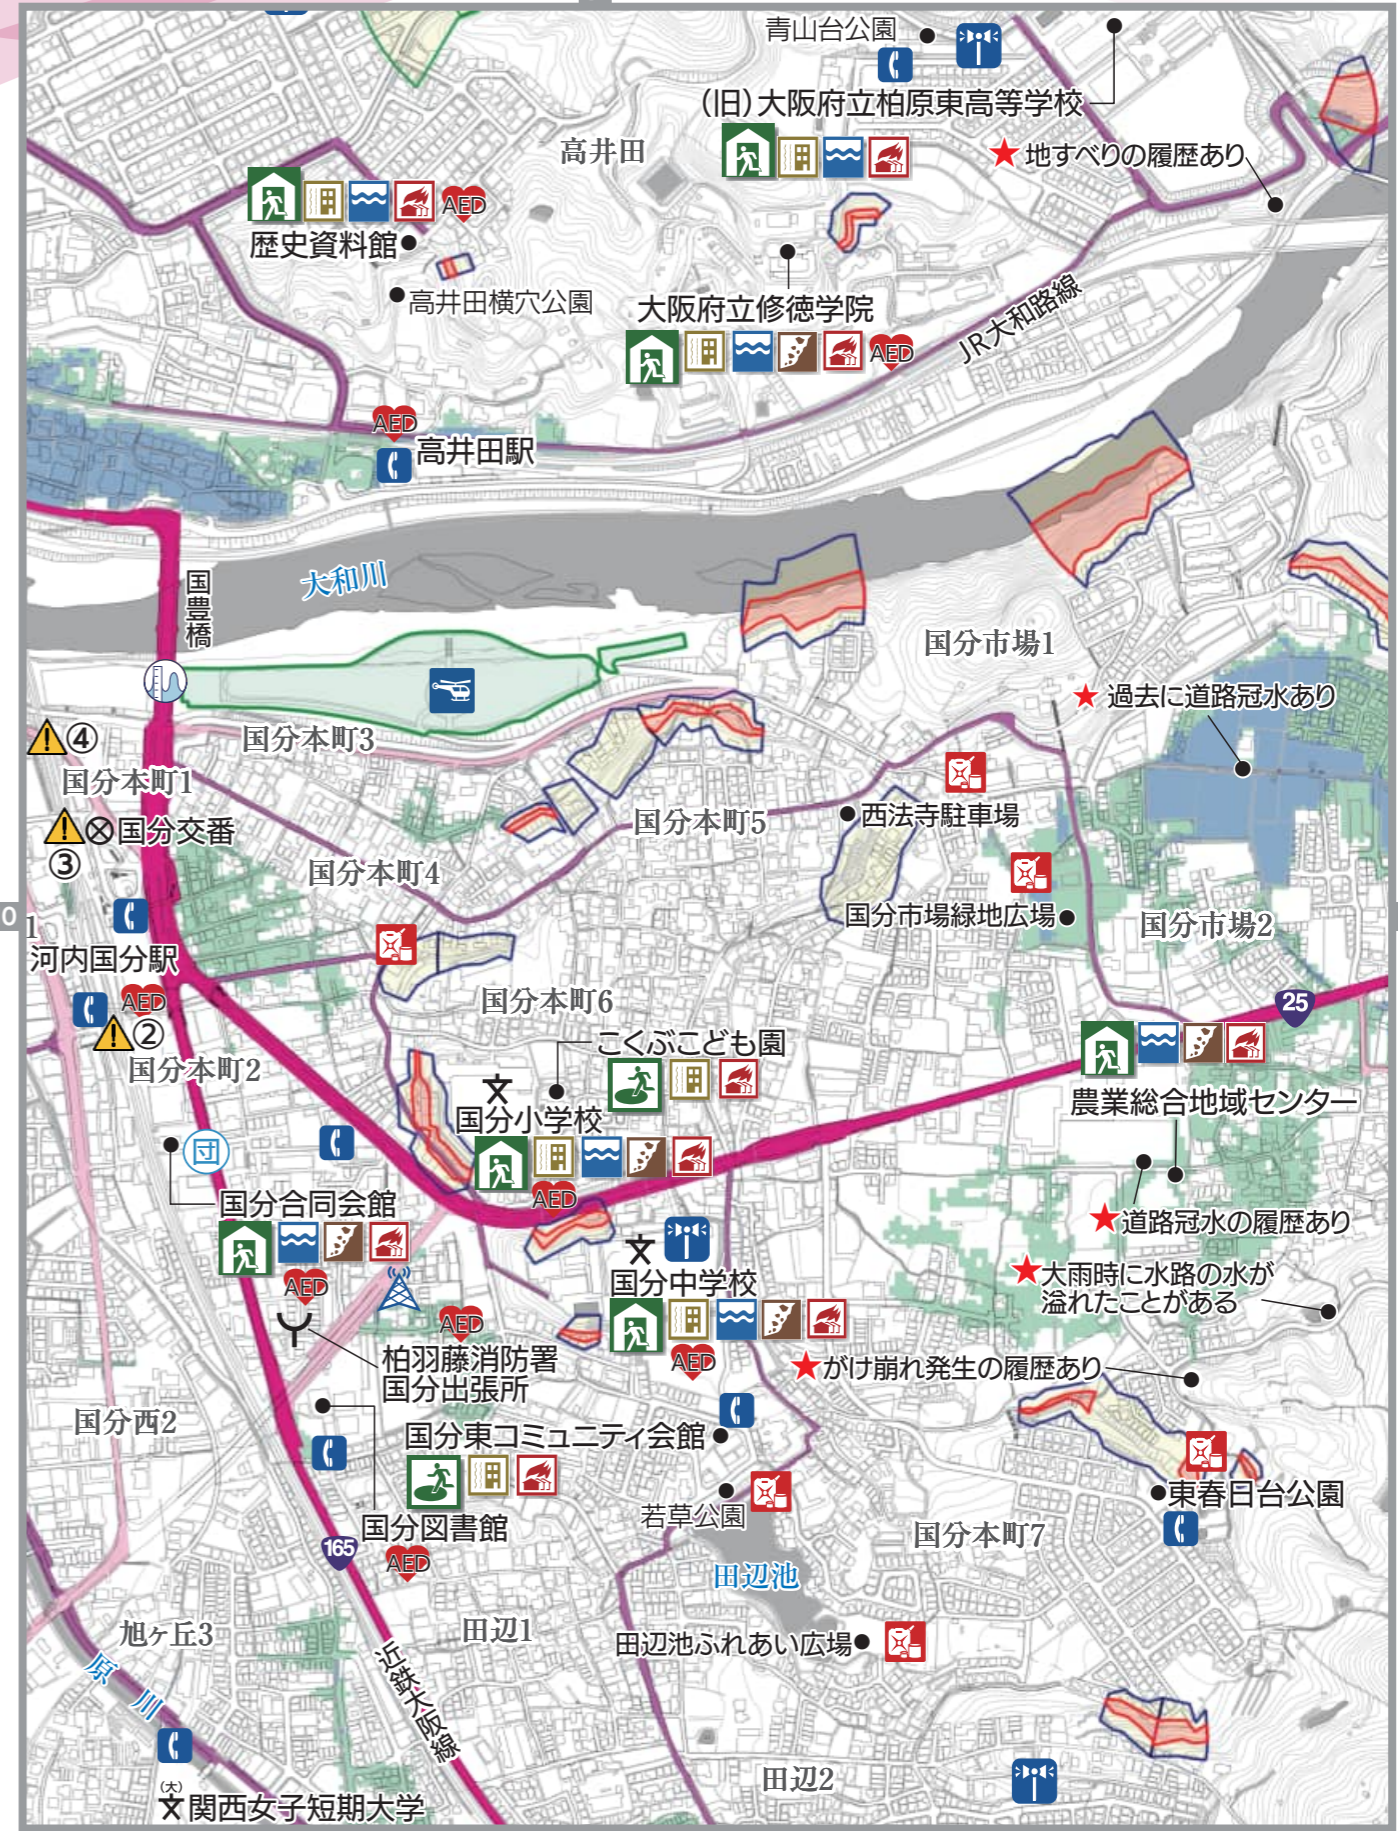 青山台公園
(旧)大阪府立柏原東高等学校
高井田
★地すべりの履歴あり
AED
歴史資料館
高井田横穴公園
大阪府立修徳学院
AED
JR大和路線
AED
高井田駅
国豊橋
大和川
国分市場1
★過去に道路冠水あり
④
国分本町3
国分本町1
国分交番
③
国分本町5
西法寺駐車場
国分本町4
国分市場緑地広場
国分市場2
0
1
河内国分駅
AED
②
国分本町6
25
国分本町2
こくぶこども園
文
国分小学校
農業総合地域センター
団
AED
国分合同会館
★道路冠水の履歴あり
文
国分中学校
★大雨時に水路の水が
溢れたことがある
AED
AED
AED
柏羽藤消防署
国分出張所
★がけ崩れ発生の履歴あり
国分西2
国分東コミュニティ会館
若草公園
東春日台公園
国分図書館
AED
国分本町7
165
田辺池
旭ヶ丘3
田辺1
田辺池ふれあい広場
原川
近鉄大阪線
田辺2
(大)
文関西女子短期大学